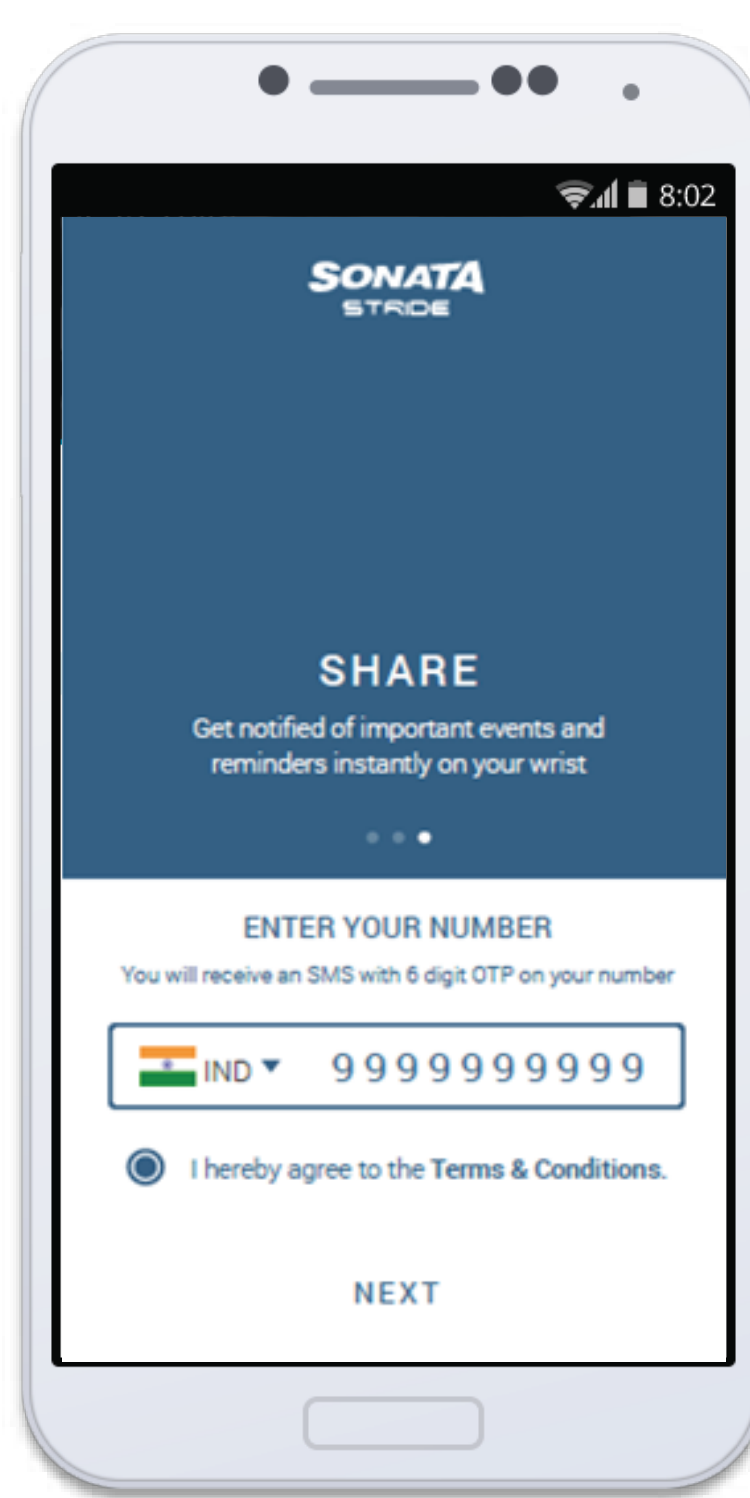 8:02
SONATA
STRIDE
SHARE
Get notified of important events and
reminders instantly on your wrist
ENTER YOUR NUMBER
You will receive an SMS with 6 digit OTP on your number
IND 9999999999
I hereby agree to the Terms & Conditions.
NEXT